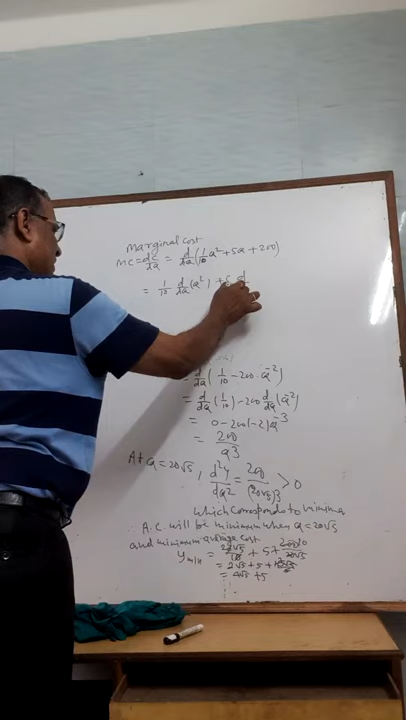 Marginal Cost
MC = dC/dQ = d/dQ (1/10 Q² + 5Q + 200)
= 1/10 d/dQ (Q²) + 5 d
= d/dQ (1/10 - 200 · Q⁻²)
= d/dQ (1/10) - 200 d/dQ (Q⁻²)
= 0 - 200 (-2) Q⁻³
= 200/Q³
At Q = 20√5, d²y/dQ² = 200/(20√5)³ > 0
which corresponds to minima
∴ A.C. will be minimum when Q = 20√5
and minimum average cost
y min = 20√5/10 + 5 + 200/20√5
= 2√5 + 5 +
= 4√5 + 5